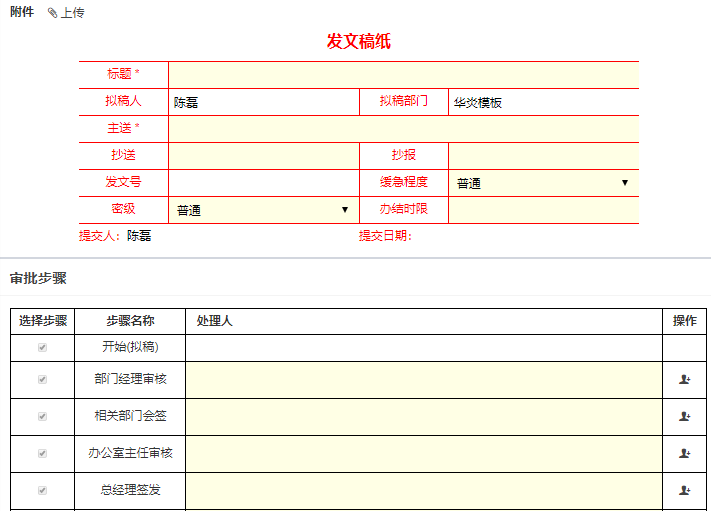 附件 上传
发文稿纸
标题 *
拟稿人 陈磊 拟稿部门 华炎模板
主送 *
抄送 抄报
发文号 缓急程度 普通
密级 普通 办结时限
提交人: 陈磊 提交日期:
审批步骤
选择步骤 步骤名称 处理人 操作
开始(拟稿)
部门经理审核
相关部门会签
办公室主任审核
总经理签发